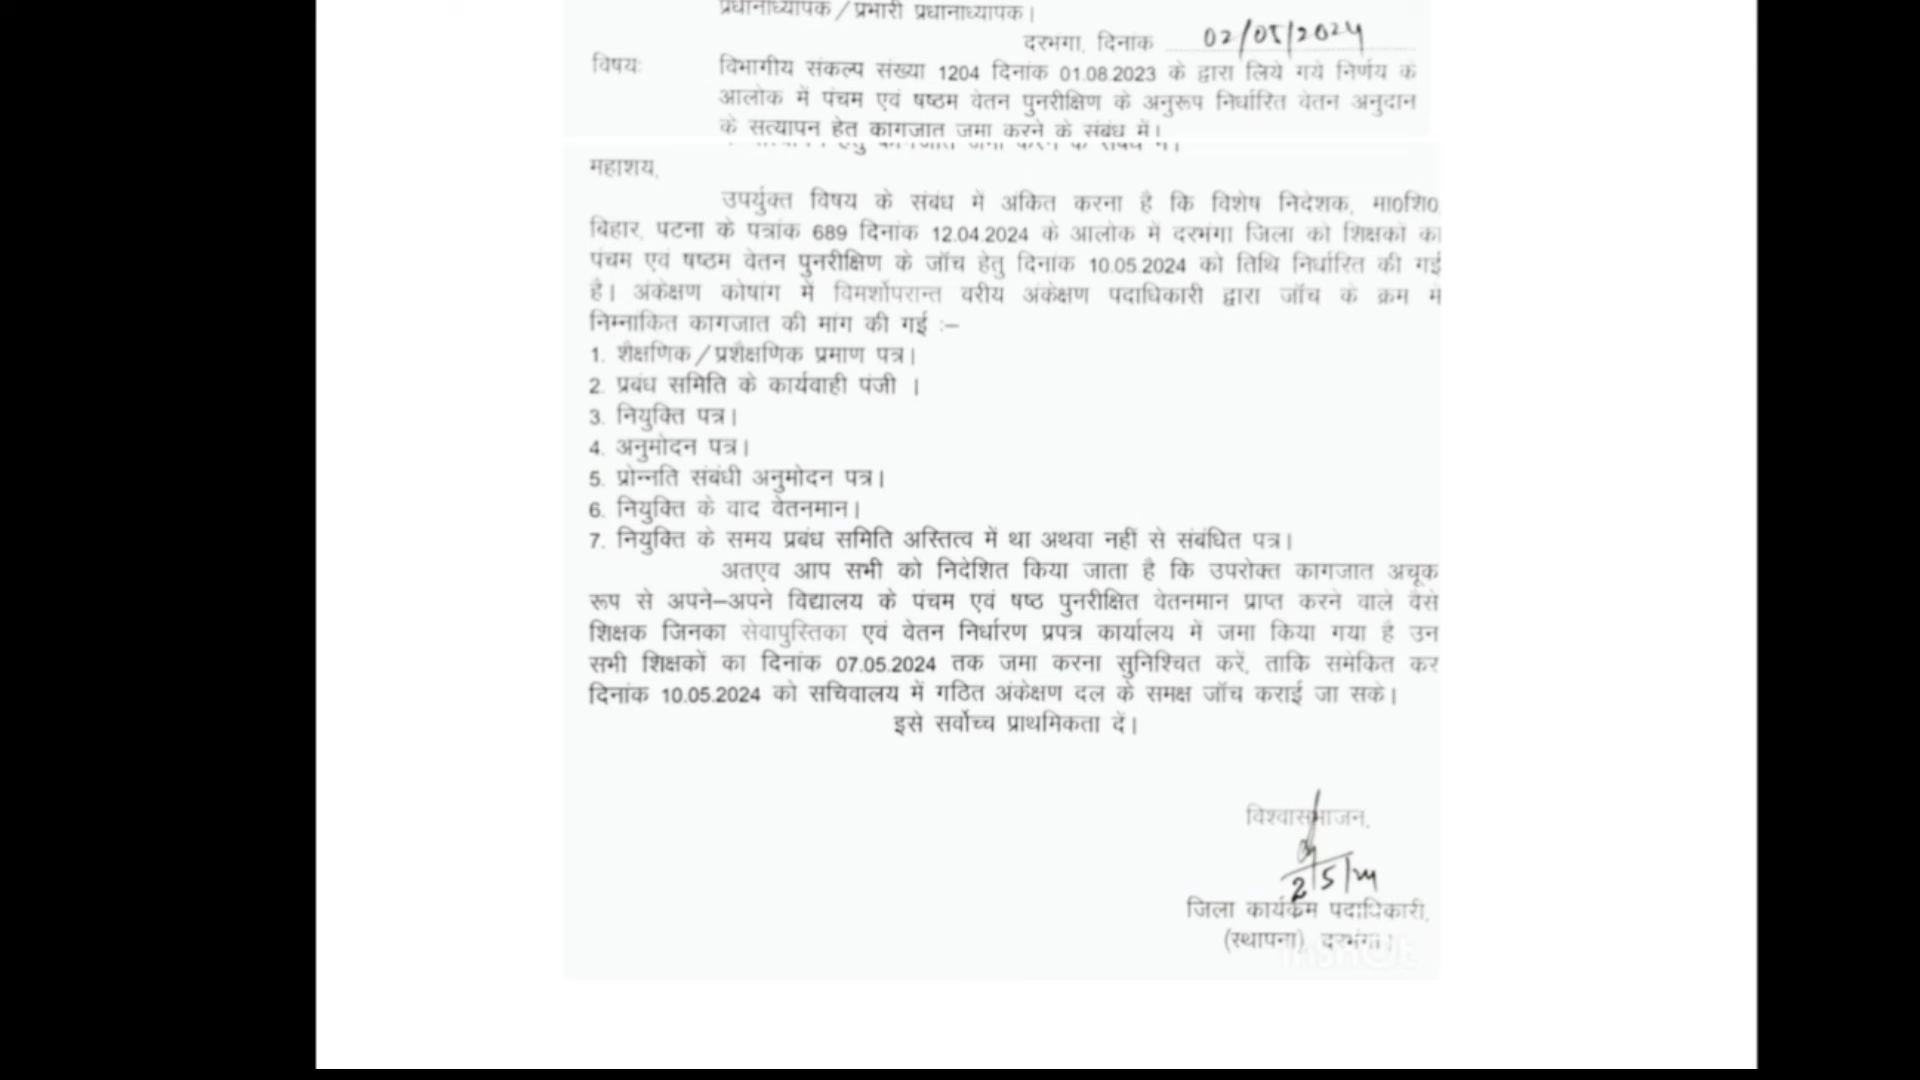 प्रधानाध्यापक/प्रभारी प्रधानाध्यापक।
दरभंगा, दिनांक 02/05/2024
विषयः विभागीय संकल्प संख्या 1204 दिनांक 01.08.2023 के द्वारा लिये गये निर्णय के
आलोक में पंचम एवं षष्ठम वेतन पुनरीक्षिण के अनुरूप निर्धारित वेतन अनुदान
के सत्यापन हेतु कागजात जमा करने के संबंध में।
महाशय,
उपर्युक्त विषय के संबंध में अंकित करना है कि विशेष निदेशक, मा0शि0
बिहार, पटना के पत्रांक 689 दिनांक 12.04.2024 के आलोक में दरभंगा जिला को शिक्षकों का
पंचम एवं षष्ठम वेतन पुनरीक्षिण के जॉच हेतु दिनांक 10.05.2024 को तिथि निर्धारित की गई
है। अंकेक्षण कोषांग में विमर्शोपरान्त वरीय अंकेक्षण पदाधिकारी द्वारा जॉच के क्रम में
निम्नांकित कागजात की मांग की गई :–
1. शैक्षणिक/प्रशैक्षणिक प्रमाण पत्र।
2. प्रबंध समिति के कार्यवाही पंजी ।
3. नियुक्ति पत्र।
4. अनुमोदन पत्र।
5. प्रोन्नति संबंधी अनुमोदन पत्र।
6. नियुक्ति के वाद वेतनमान।
7. नियुक्ति के समय प्रबंध समिति अस्तित्व में था अथवा नहीं से संबंधित पत्र।
अतएव आप सभी को निदेशित किया जाता है कि उपरोक्त कागजात अचूक
रूप से अपने–अपने विद्यालय के पंचम एवं षष्ठ पुनरीक्षित वेतनमान प्राप्त करने वाले वैसे
शिक्षक जिनका सेवापुस्तिका एवं वेतन निर्धारण प्रपत्र कार्यालय में जमा किया गया है उन
सभी शिक्षकों का दिनांक 07.05.2024 तक जमा करना सुनिश्चित करें, ताकि समेकित कर
दिनांक 10.05.2024 को सचिवालय में गठित अंकेक्षण दल के समक्ष जॉच कराई जा सके।
इसे सर्वोच्च प्राथमिकता दें।
विश्वासभाजन,
2/5/24
जिला कार्यक्रम पदाधिकारी,
(स्थापना) दरभंगा।